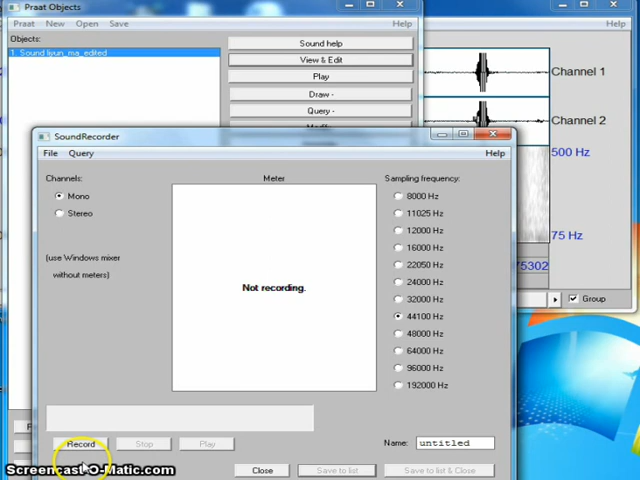 Praat Objects
Praat New Open Save Help
Help
Objects:
1. Sound liyun_ma_edited
Sound help
View & Edit
Play
Draw -
Query -
Channel 1
Channel 2
500 Hz
75 Hz
75302
Group
SoundRecorder
File Query Help
Channels:
Mono
Stereo
(use Windows mixer
without meters)
Meter
Not recording.
Sampling frequency:
8000 Hz
11025 Hz
12000 Hz
16000 Hz
22050 Hz
24000 Hz
32000 Hz
44100 Hz
48000 Hz
64000 Hz
96000 Hz
192000 Hz
Record Stop Play
Name: untitled
Close Save to list Save to list & Close
Screencast-O-Matic.com